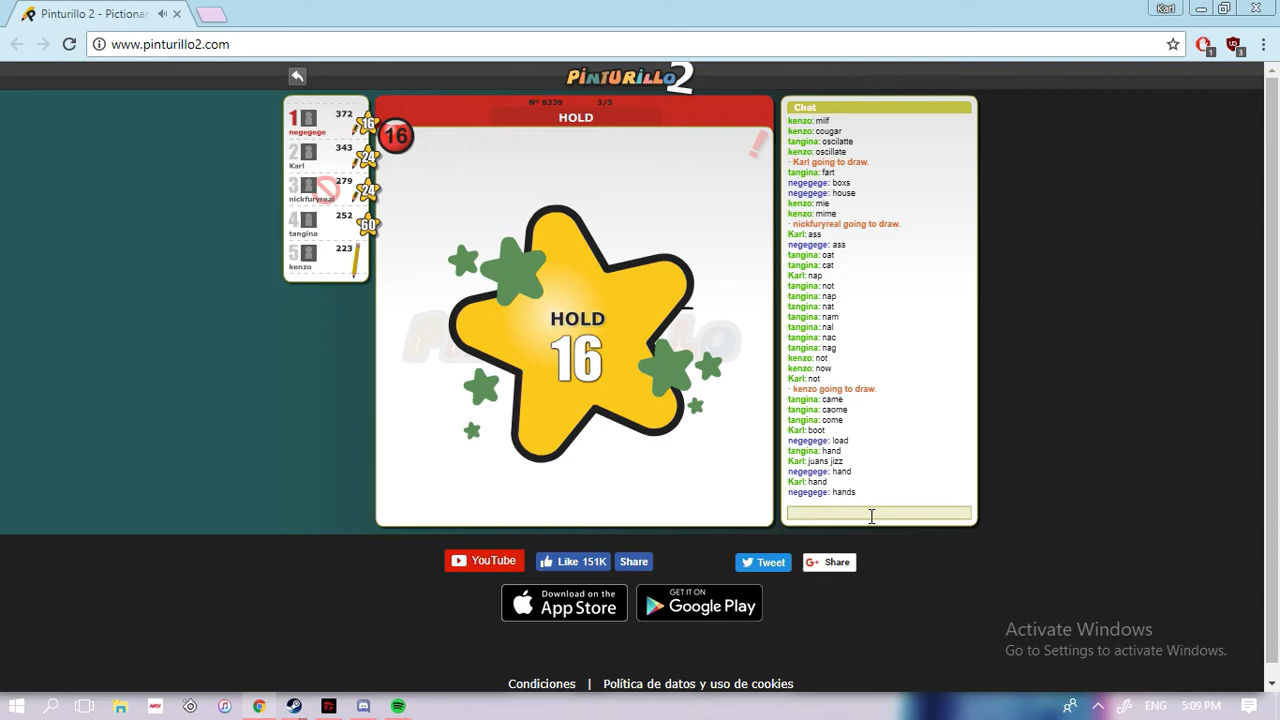 Pinturillo 2 - Pictionar
Karl
www.pinturillo2.com
1
3
PINTURILLO 2
1 372 16
negegege
2 343 24
Karl
3 279 24
nickfuryreal
4 252 60
tangina
5 223
kenzo
Nº 8339 3/3
HOLD
16
HOLD
16
Chat
kenzo: milf
kenzo: cougar
tangina: oscilatte
kenzo: oscillate
· Karl going to draw.
tangina: fart
negegege: boxs
negegege: house
kenzo: mie
kenzo: mime
· nickfuryreal going to draw.
Karl: ass
negegege: ass
tangina: oat
tangina: cat
Karl: nap
tangina: not
tangina: nap
tangina: nat
tangina: nam
tangina: nal
tangina: nac
tangina: nag
kenzo: not
kenzo: now
Karl: not
· kenzo going to draw.
tangina: came
tangina: caome
tangina: come
Karl: boot
negegege: load
tangina: hand
Karl: juans jizz
negegege: hand
Karl: hand
negegege: hands
YouTube
Like 151K
Share
Tweet
G+ Share
Download on the
App Store
GET IT ON
Google Play
Activate Windows
Go to Settings to activate Windows.
Condiciones | Política de datos y uso de cookies
ENG 5:09 PM